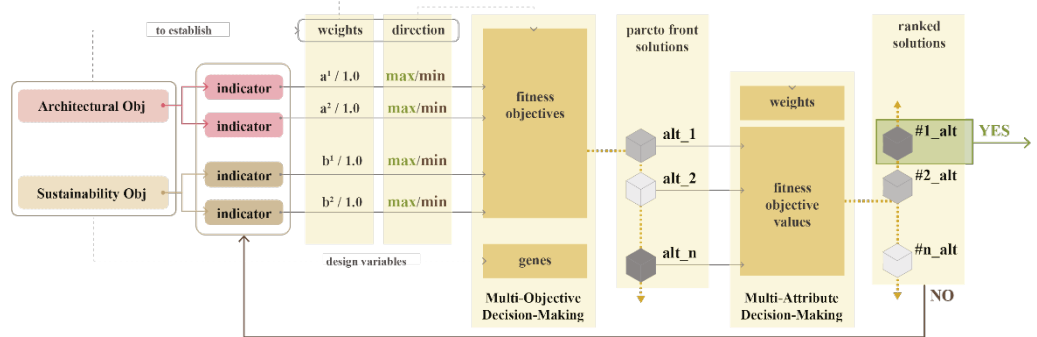 to establish
weights
direction
pareto front
solutions
ranked
solutions
Architectural Obj
Sustainability Obj
indicator
indicator
indicator
indicator
a¹ / 1.0
max/min
a² / 1.0
max/min
b¹ / 1.0
max/min
b² / 1.0
max/min
design variables
fitness
objectives
genes
Multi-Objective
Decision-Making
alt_1
alt_2
alt_n
weights
fitness
objective
values
Multi-Attribute
Decision-Making
#1_alt
#2_alt
#n_alt
YES
NO